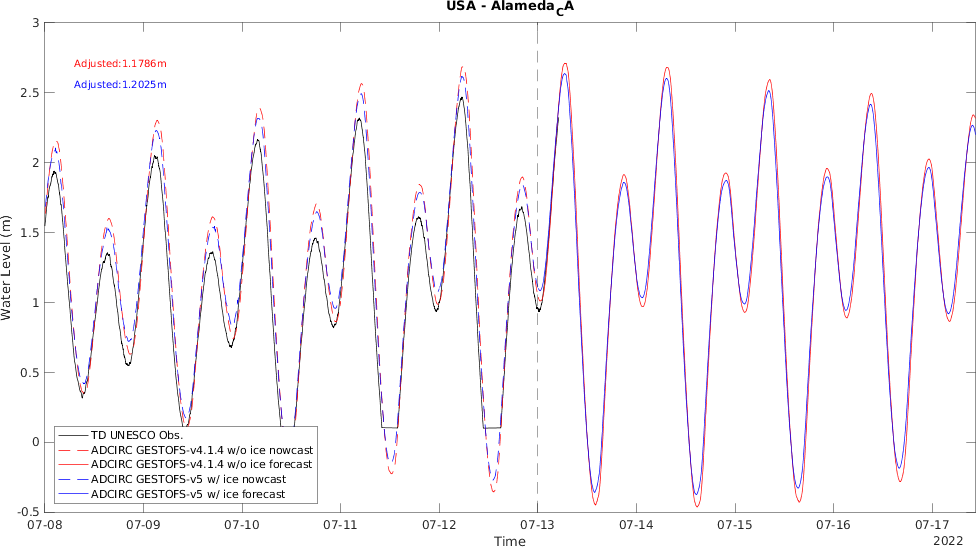 USA - Alameda_CA
Adjusted:1.1786m
Adjusted:1.2025m
Water Level (m)
3
2.5
2
1.5
1
0.5
0
-0.5
TD UNESCO Obs.
ADCIRC GESTOFS-v4.1.4 w/o ice nowcast
ADCIRC GESTOFS-v4.1.4 w/o ice forecast
ADCIRC GESTOFS-v5 w/ ice nowcast
ADCIRC GESTOFS-v5 w/ ice forecast
07-08 07-09 07-10 07-11 07-12 07-13 07-14 07-15 07-16 07-17
Time
2022